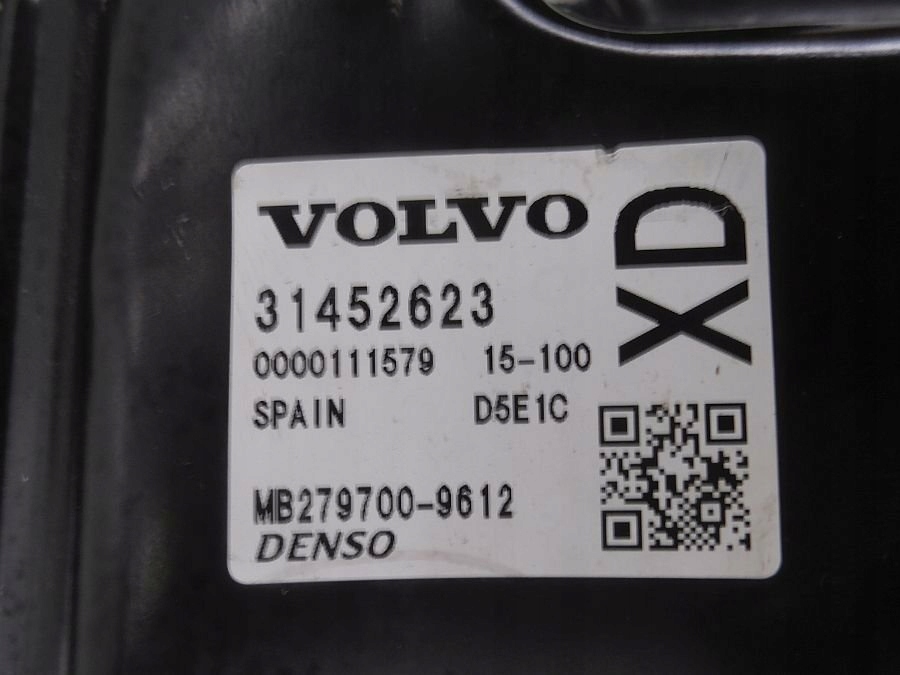 VOLVO
XD
31452623
0000111579 15-100
SPAIN D5E1C
MB279700-9612
DENSO